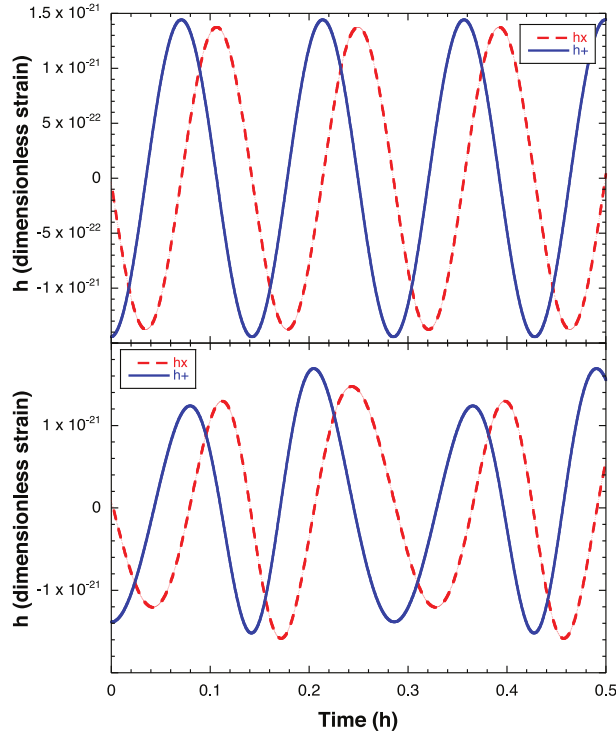 1.5 x 10⁻²¹
1 x 10⁻²¹
5 x 10⁻²²
0
-5 x 10⁻²²
-1 x 10⁻²¹
h (dimensionless strain)
hx
h+
hx
h+
1 x 10⁻²¹
0
-1 x 10⁻²¹
h (dimensionless strain)
0 0.1 0.2 0.3 0.4 0.5
Time (h)